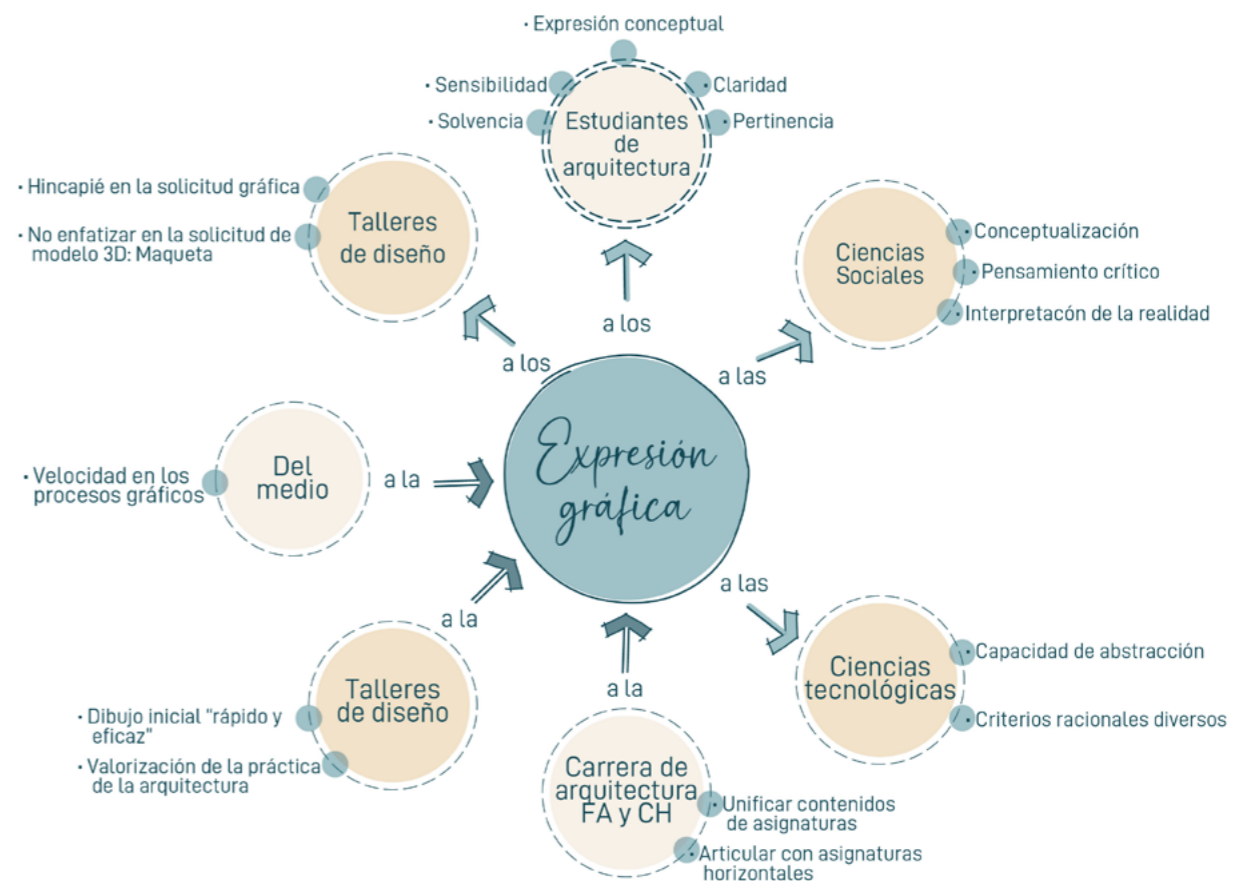 · Expresión conceptual
· Sensibilidad
· Solvencia
· Claridad
· Pertinencia
Estudiantes
de
arquitectura
· Hincapié en la solicitud gráfica
· No enfatizar en la solicitud de
modelo 3D: Maqueta
Talleres
de diseño
Ciencias
Sociales
· Conceptualización
· Pensamiento crítico
· Interpretacón de la realidad
a los
a los
a las
Expresión
gráfica
· Velocidad en los
procesos gráficos
Del
medio
a la
a la
a la
a las
Talleres
de diseño
· Dibujo inicial "rápido y
eficaz"
· Valorización de la práctica
de la arquitectura
Carrera de
arquitectura
FA y CH
· Unificar contenidos
de asignaturas
· Articular con asignaturas
horizontales
Ciencias
tecnológicas
· Capacidad de abstracción
· Criterios racionales diversos